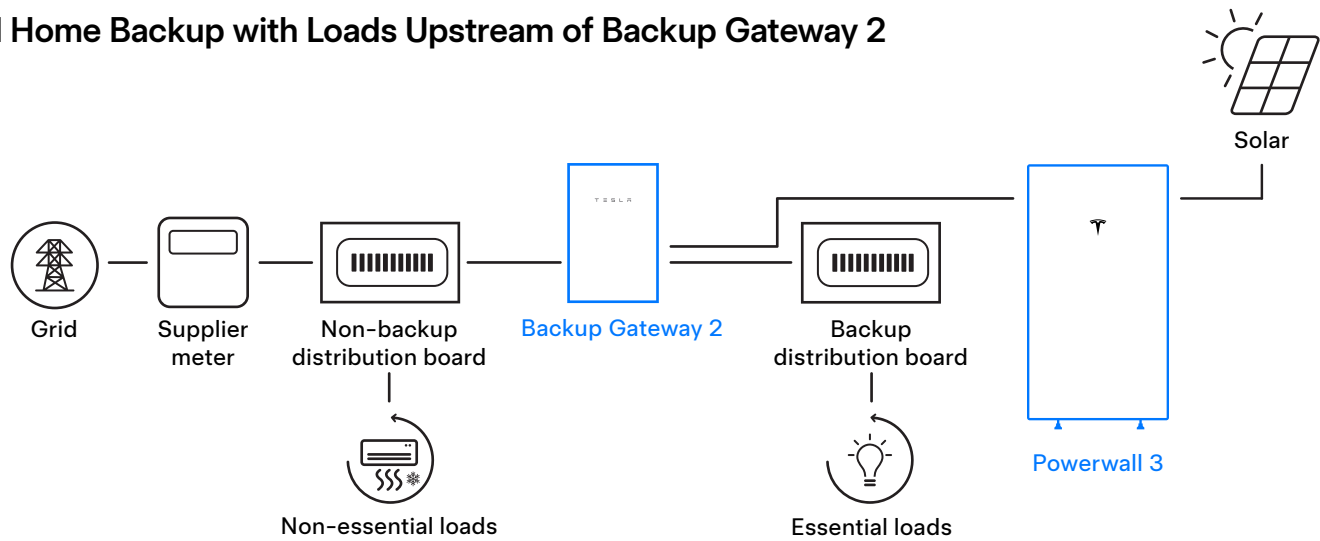 Home Backup with Loads Upstream of Backup Gateway 2
Solar
TESLA
Grid
Supplier
meter
Non-backup
distribution board
Backup Gateway 2
Backup
distribution board
Powerwall 3
Non-essential loads
Essential loads